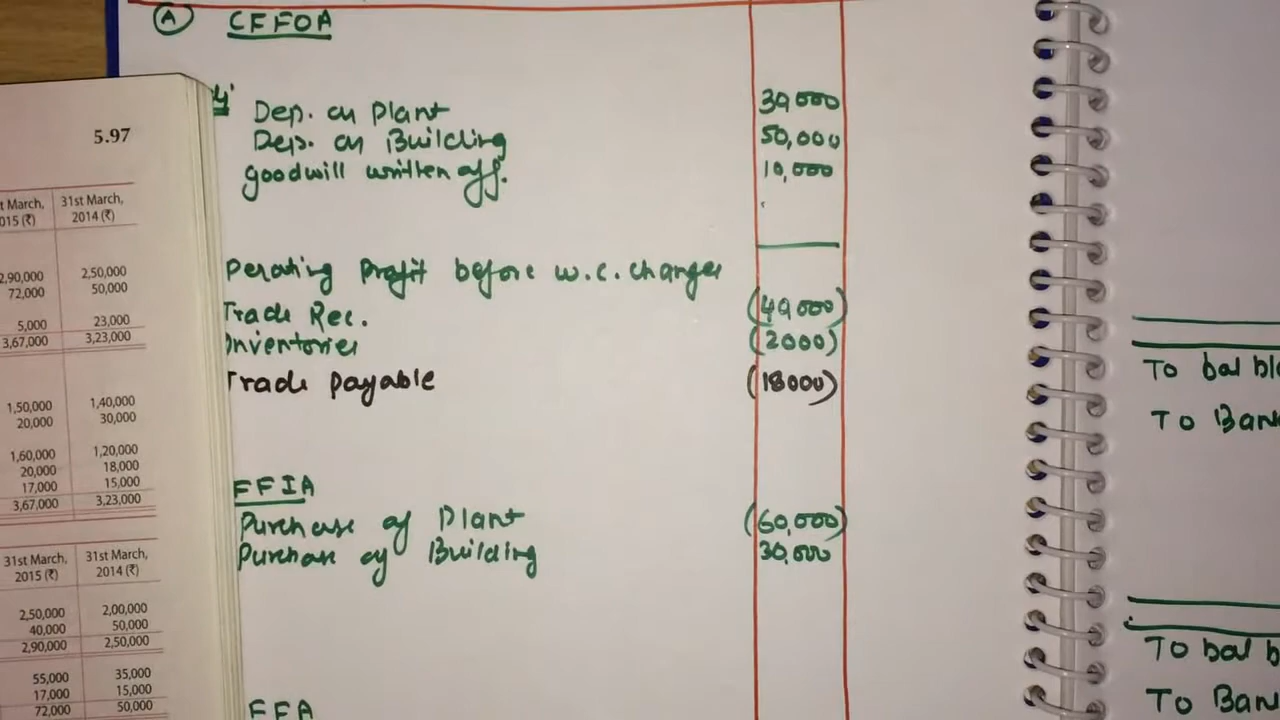 A CFFOA
Dep. on Plant 39000
Dep. on Building 50,000
goodwill written off. 10,000
perating Profit before w.c. changes
Trade Rec. (49000)
Inventories (2000)
Trade payable (18000)
FFIA
Purchase of Plant (60,000)
Purchase of Building 30,000
FFA
5.97
t March, 31st March,
015 (₹) 2014 (₹)
2,90,000 2,50,000
72,000 50,000
5,000 23,000
3,67,000 3,23,000
1,50,000 1,40,000
20,000 30,000
1,60,000 1,20,000
20,000 18,000
17,000 15,000
3,67,000 3,23,000
31st March, 31st March,
2015 (₹) 2014 (₹)
2,50,000 2,00,000
40,000 50,000
2,90,000 2,50,000
55,000 35,000
17,000 15,000
72,000 50,000
To bal b
To Bank
To bal b
To Ban